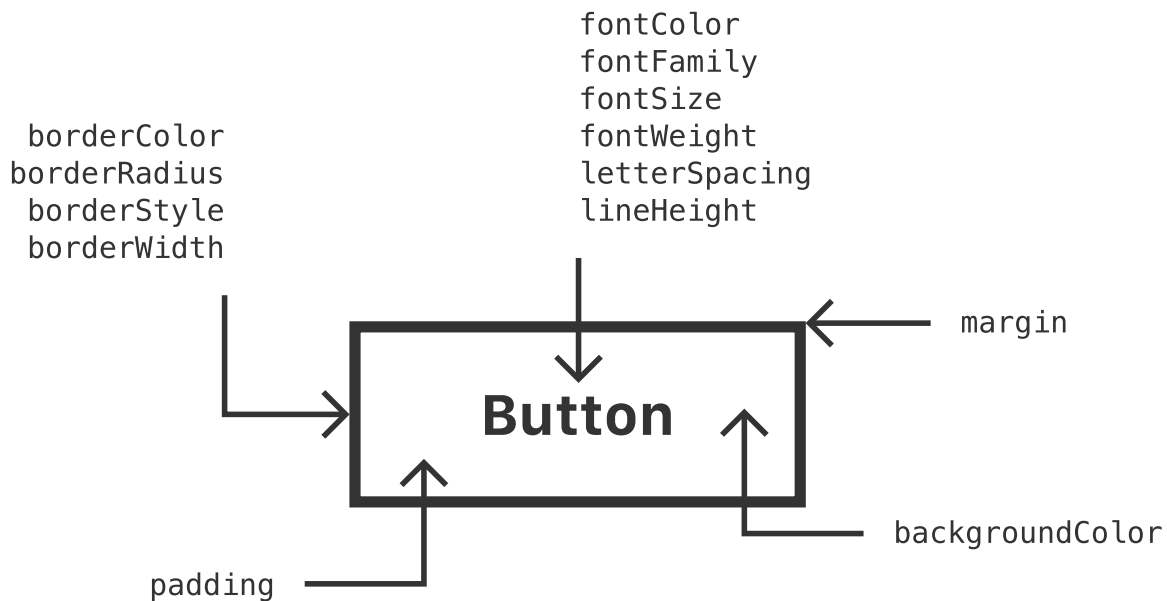 fontColor
fontFamily
fontSize
fontWeight
letterSpacing
lineHeight
borderColor
borderRadius
borderStyle
borderWidth
margin
Button
backgroundColor
padding